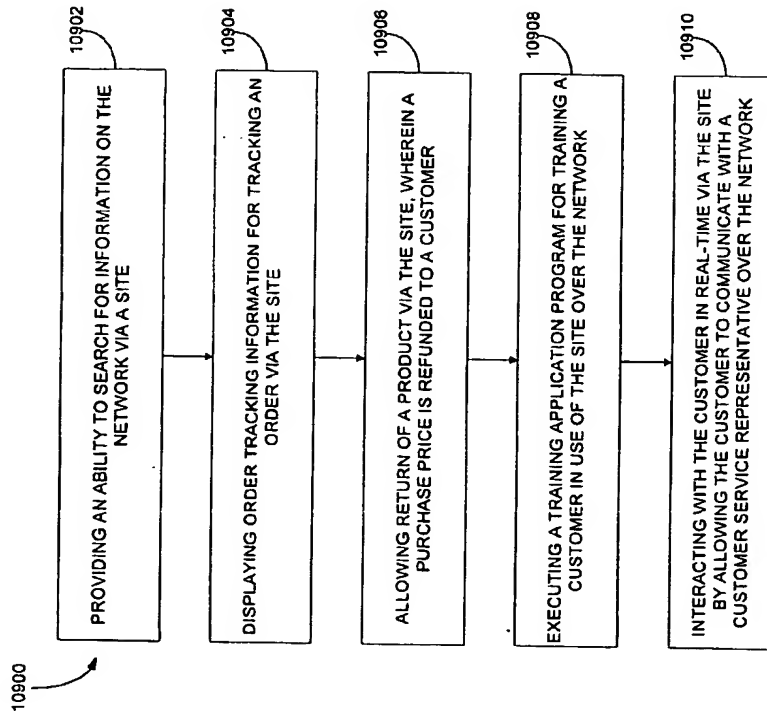 10900
10902
PROVIDING AN ABILITY TO SEARCH FOR INFORMATION ON THE
NETWORK VIA A SITE
10904
DISPLAYING ORDER TRACKING INFORMATION FOR TRACKING AN
ORDER VIA THE SITE
10906
ALLOWING RETURN OF A PRODUCT VIA THE SITE, WHEREIN A
PURCHASE PRICE IS REFUNDED TO A CUSTOMER
10908
EXECUTING A TRAINING APPLICATION PROGRAM FOR TRAINING A
CUSTOMER IN USE OF THE SITE OVER THE NETWORK
10910
INTERACTING WITH THE CUSTOMER IN REAL-TIME VIA THE SITE
BY ALLOWING THE CUSTOMER TO COMMUNICATE WITH A
CUSTOMER SERVICE REPRESENTATIVE OVER THE NETWORK